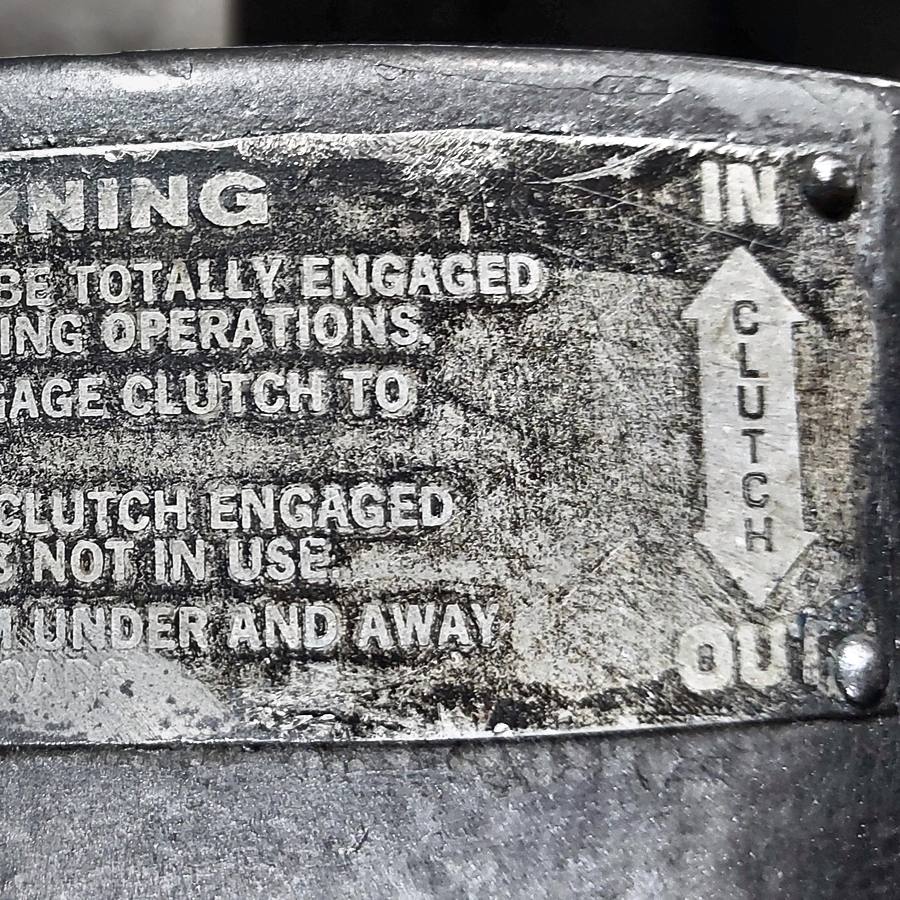 RNING
BE TOTALLY ENGAGED
ING OPERATIONS.
GAGE CLUTCH TO
CLUTCH ENGAGED
S NOT IN USE.
M UNDER AND AWAY
OADS
IN
CLUTCH
OUT